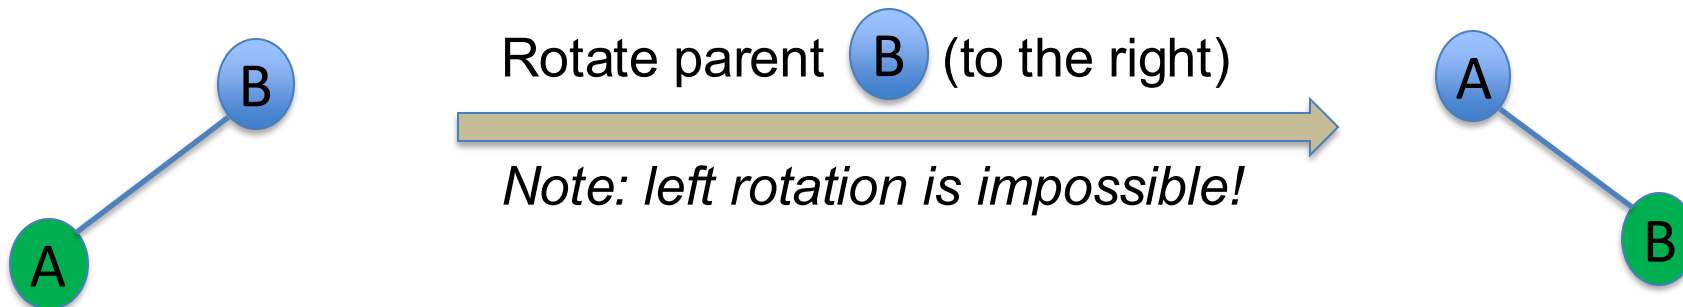 B
A
Rotate parent B (to the right)
Note: left rotation is impossible!
A
B